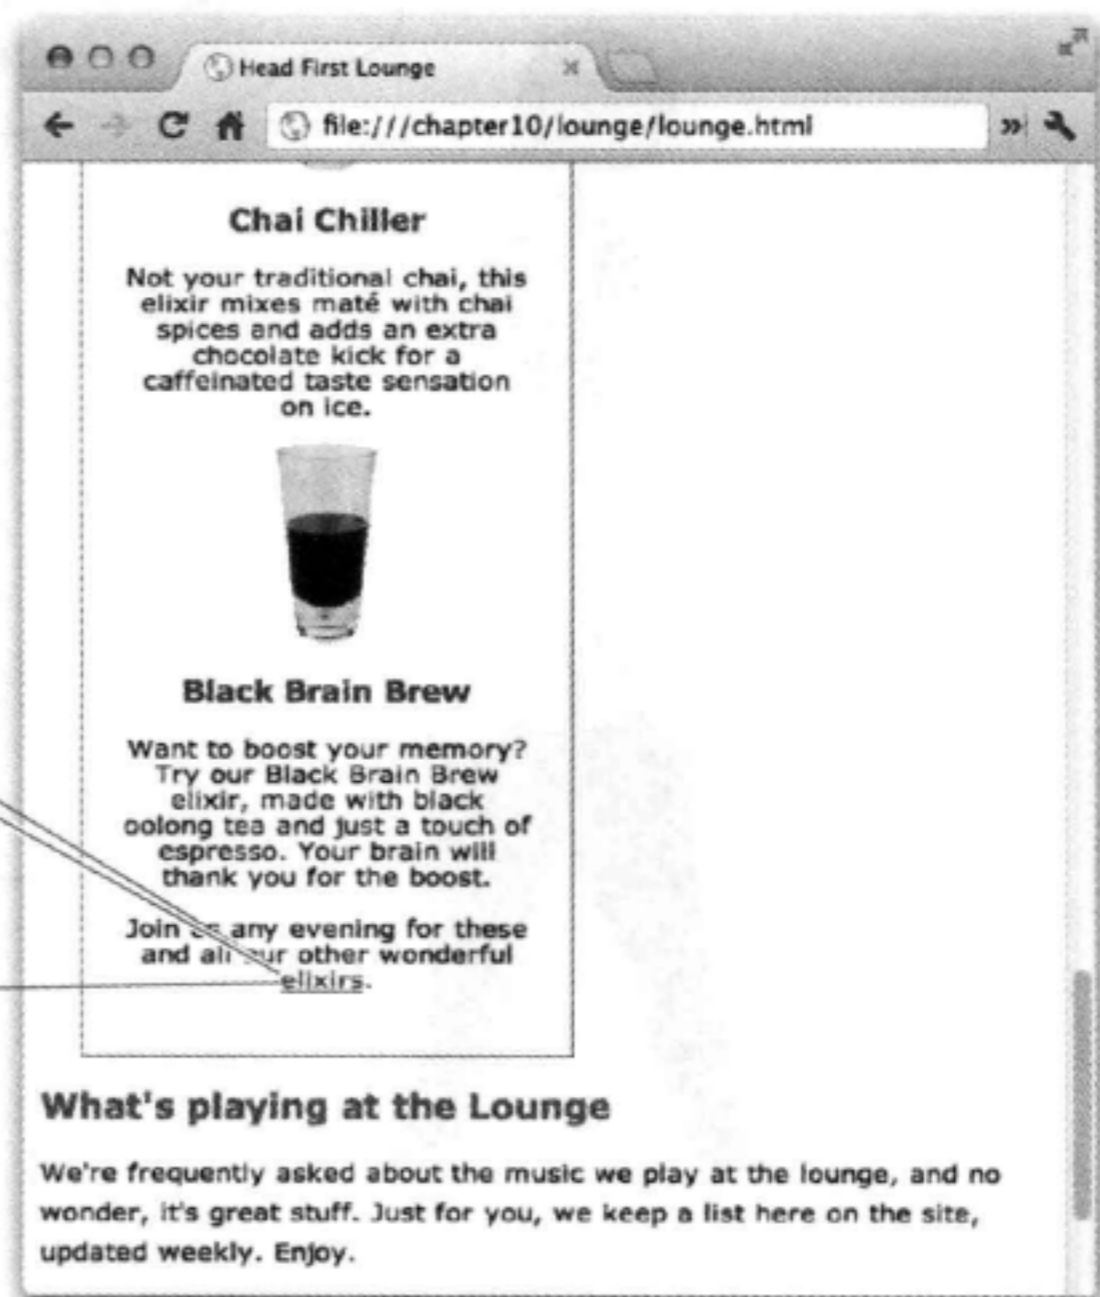 Head First Lounge
file:///chapter10/lounge/lounge.html
Chai Chiller
Not your traditional chai, this
elixir mixes maté with chai
spices and adds an extra
chocolate kick for a
caffeinated taste sensation
on ice.
Black Brain Brew
Want to boost your memory?
Try our Black Brain Brew
elixir, made with black
oolong tea and just a touch of
espresso. Your brain will
thank you for the boost.
Join us any evening for these
and all our other wonderful
elixirs.
What's playing at the Lounge
We're frequently asked about the music we play at the lounge, and no
wonder, it's great stuff. Just for you, we keep a list here on the site,
updated weekly. Enjoy.